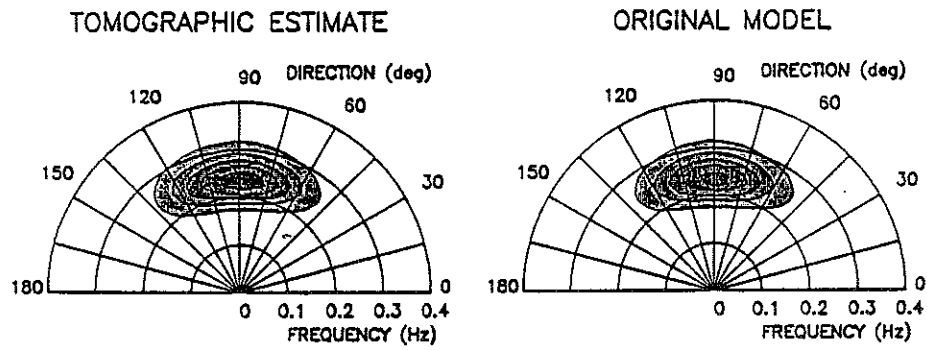 TOMOGRAPHIC ESTIMATE
ORIGINAL MODEL
90 DIRECTION (deg)
120
60
150
30
180
0
0 0.1 0.2 0.3 0.4
FREQUENCY (Hz)
90 DIRECTION (deg)
120
60
150
30
180
0
0 0.1 0.2 0.3 0.4
FREQUENCY (Hz)